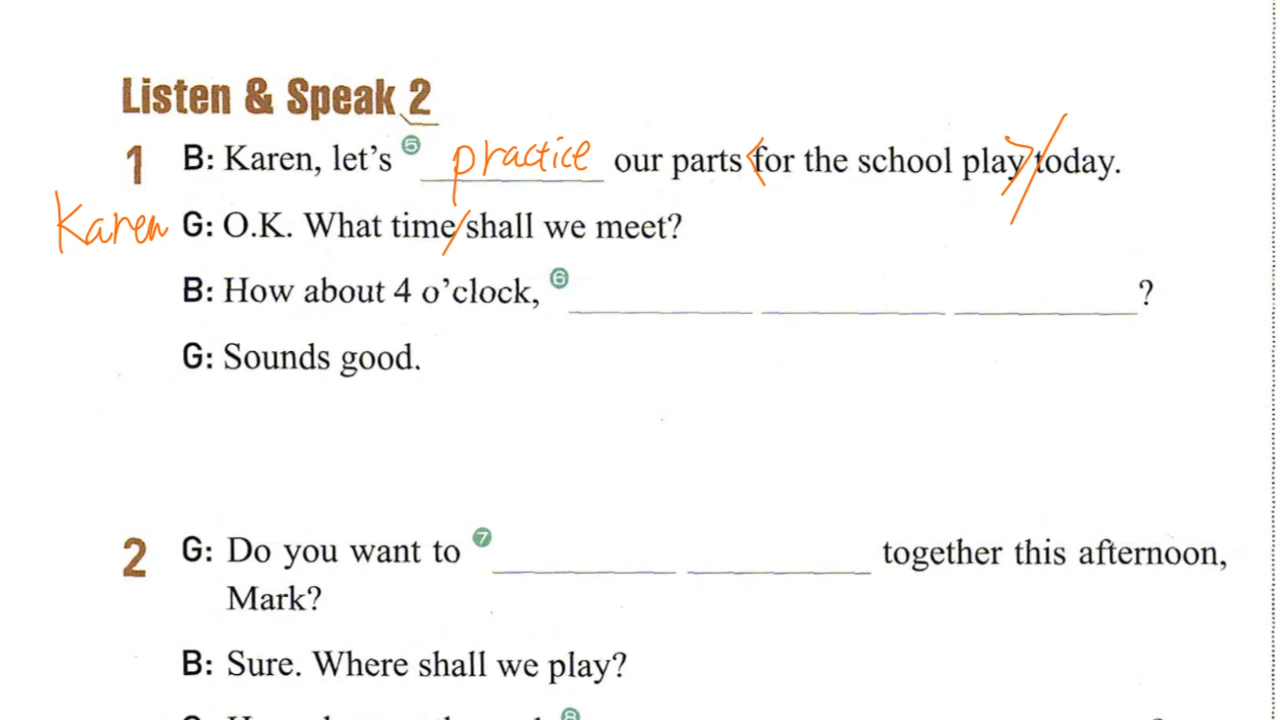 Listen & Speak 2
1 B: Karen, let's ⑤ practice our parts for the school play today.
Karen G: O.K. What time shall we meet?
B: How about 4 o'clock, ⑥ ?
G: Sounds good.
2 G: Do you want to ⑦ together this afternoon,
Mark?
B: Sure. Where shall we play?